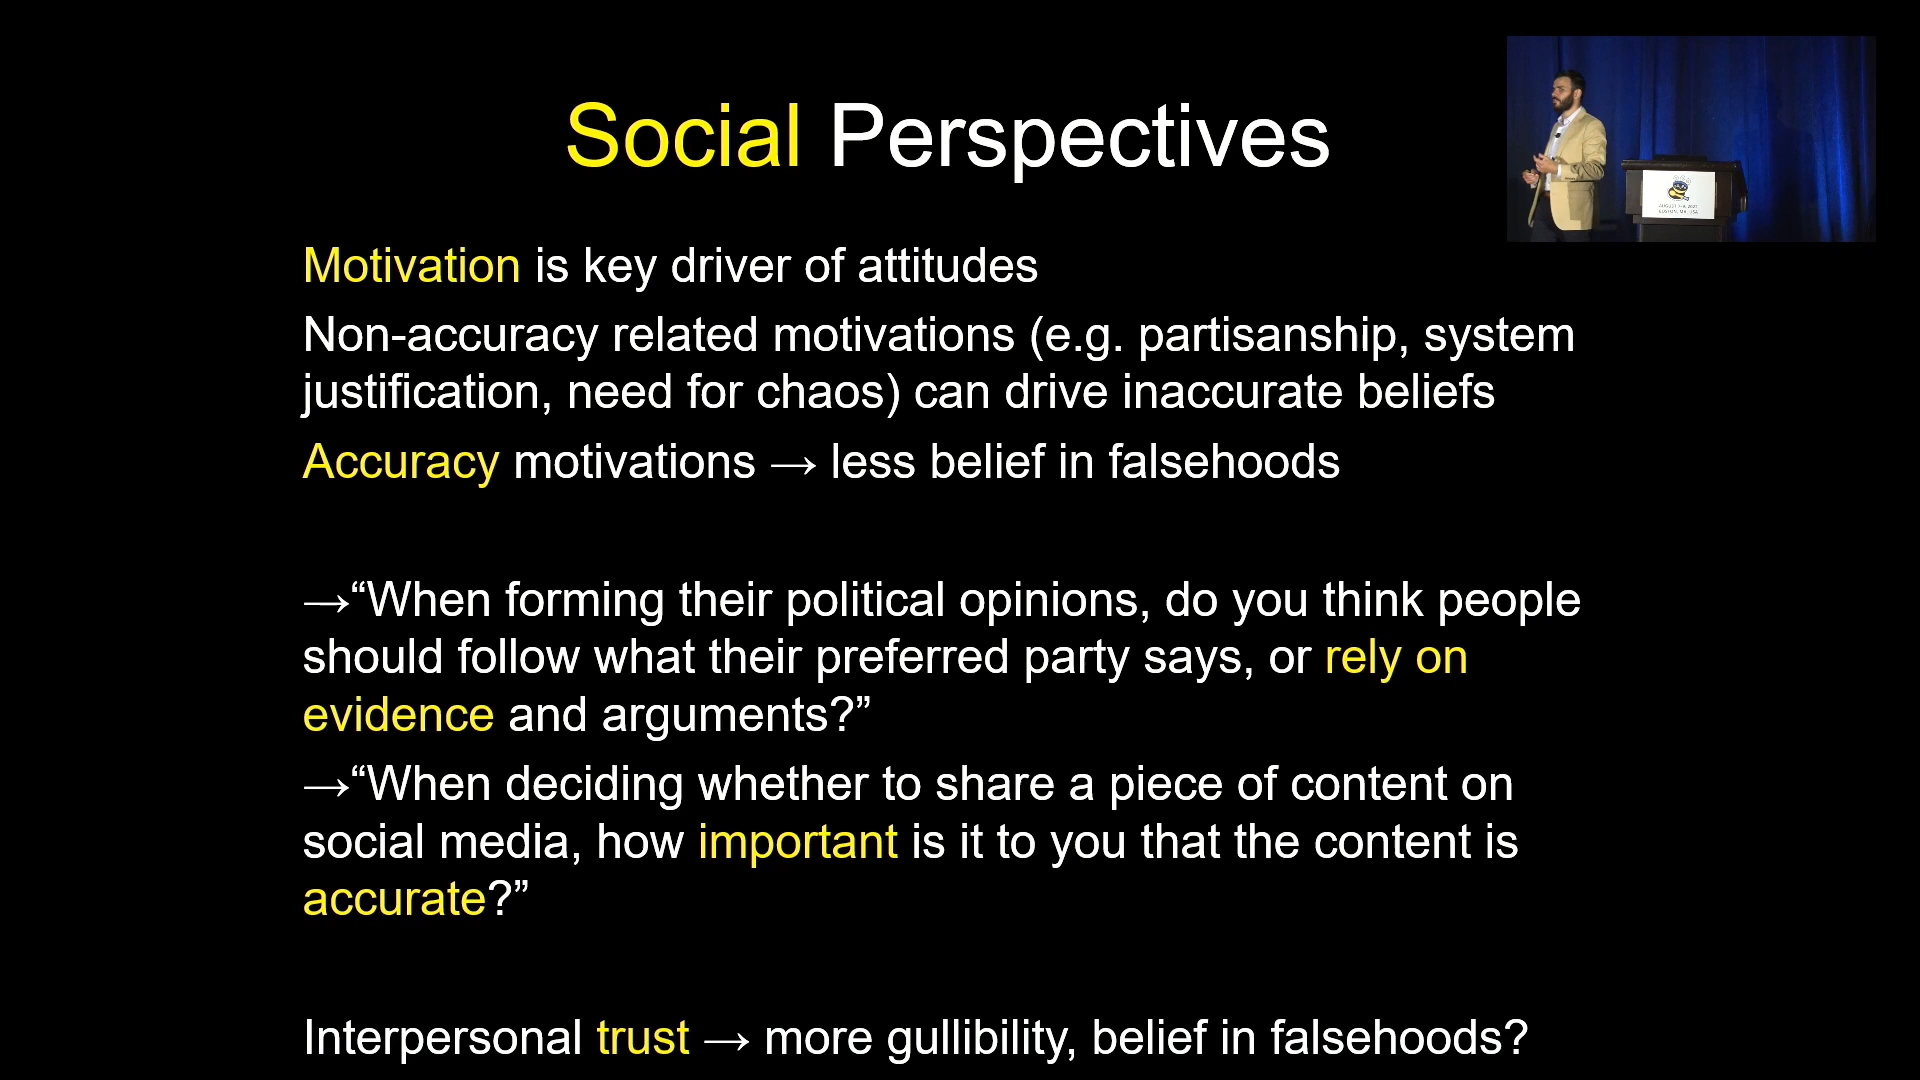 Social Perspectives
Motivation is key driver of attitudes
Non-accuracy related motivations (e.g. partisanship, system
justification, need for chaos) can drive inaccurate beliefs
Accuracy motivations → less belief in falsehoods
→“When forming their political opinions, do you think people
should follow what their preferred party says, or rely on
evidence and arguments?”
→“When deciding whether to share a piece of content on
social media, how important is it to you that the content is
accurate?”
Interpersonal trust → more gullibility, belief in falsehoods?